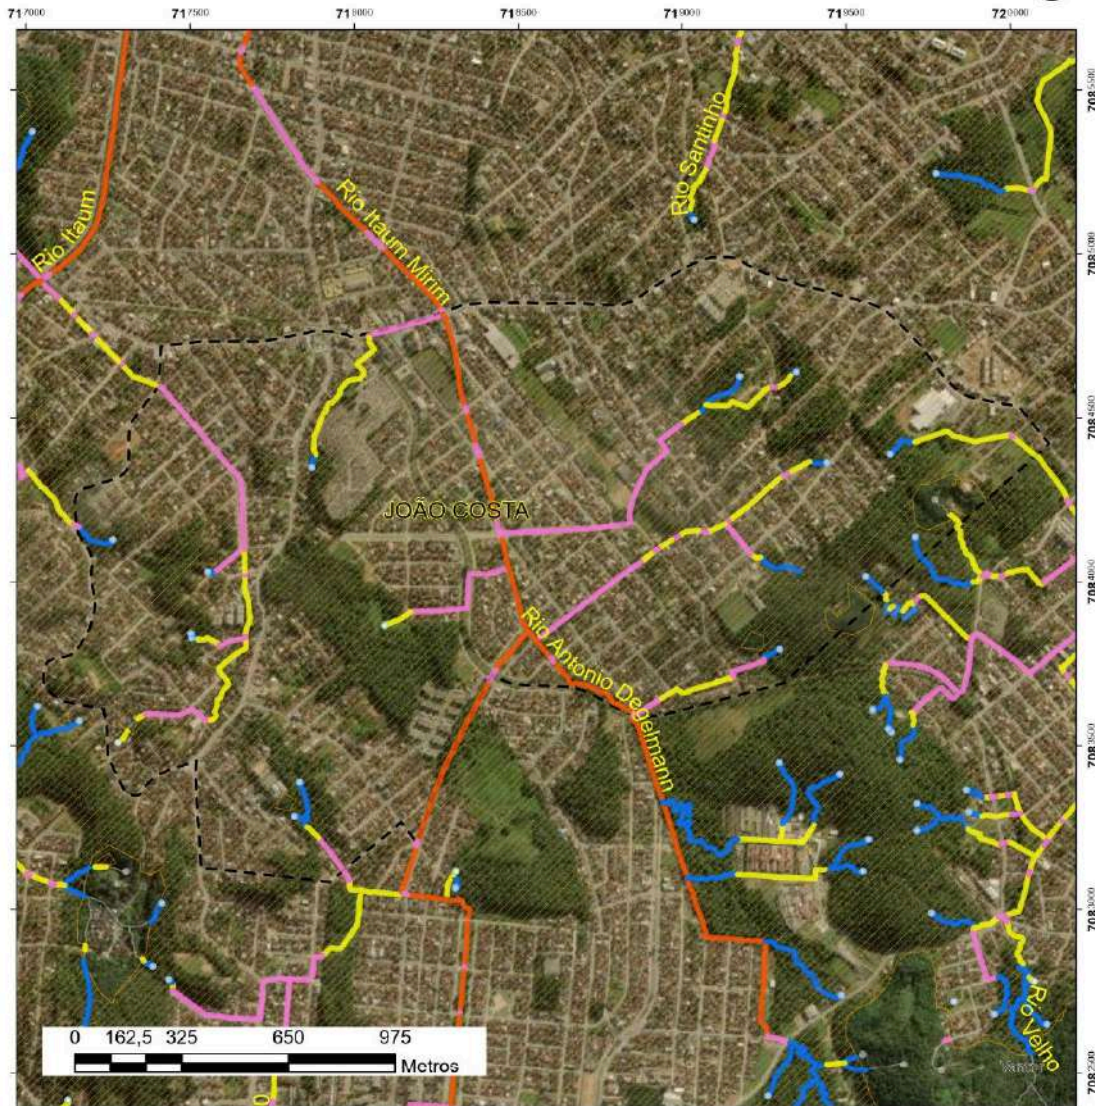 717000 717500 718000 718500 719000 719500 720000
7085500
Rio Santinho
Rio Itaum
Rio Itaum Mirim
7085000
7084500
JOÃO COSTA
7084000
Rio Antonio Degelmann
7083500
7083000
Rio Velho
0 162,5 325 650 975
Metros
7082500